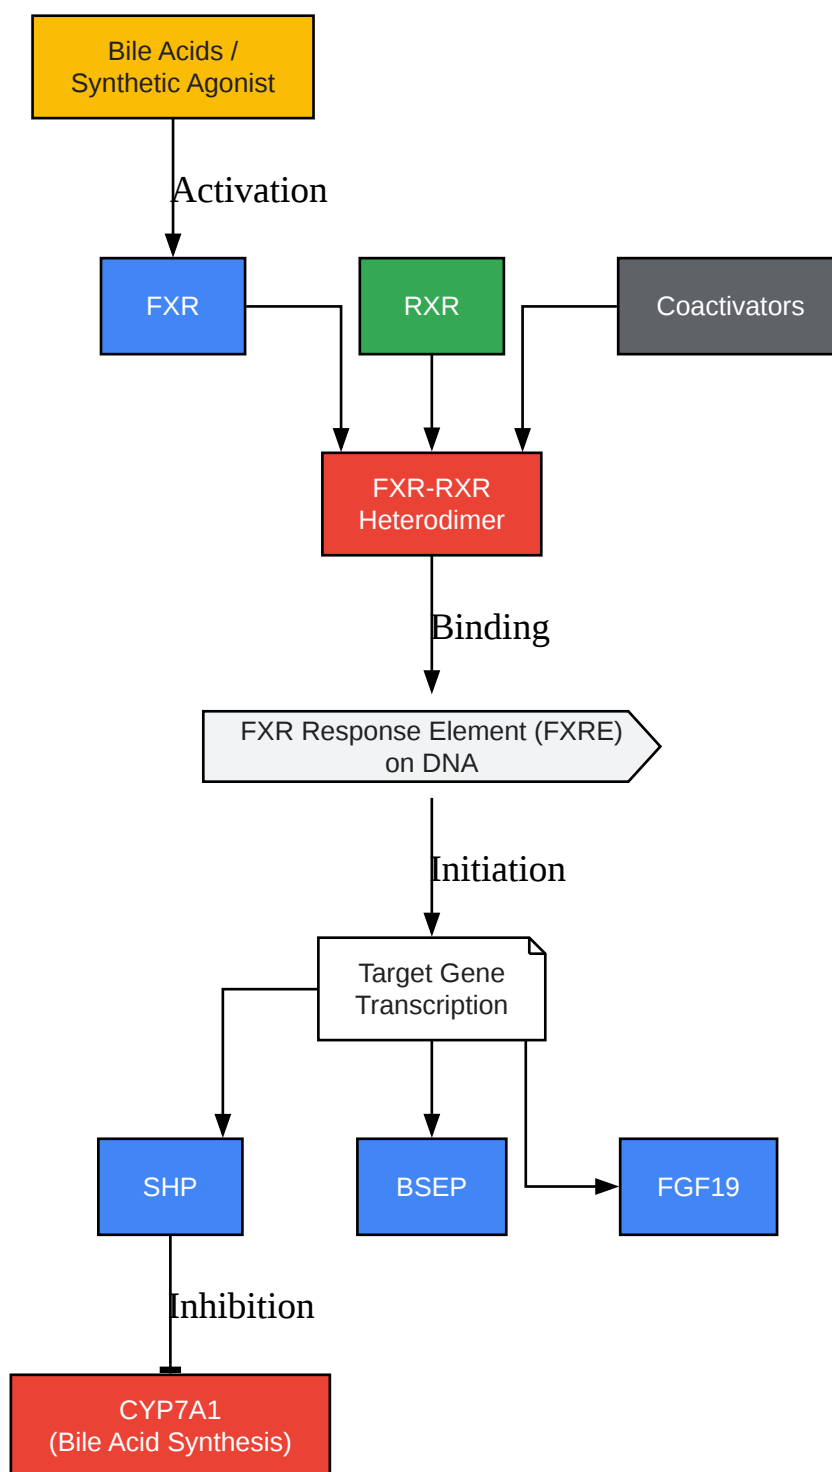 Bile Acids /
Synthetic Agonist
Activation
FXR
RXR
Coactivators
FXR-RXR
Heterodimer
Binding
FXR Response Element (FXRE)
on DNA
Initiation
Target Gene
Transcription
SHP
BSEP
FGF19
Inhibition
CYP7A1
(Bile Acid Synthesis)